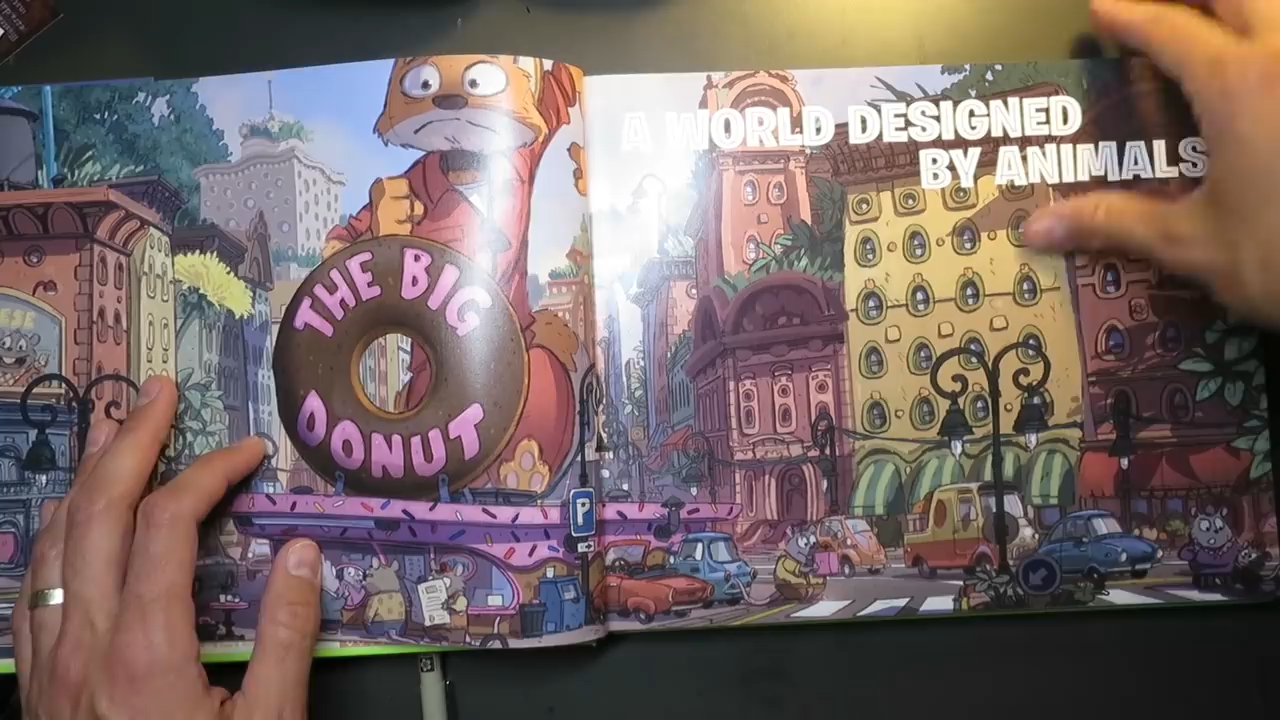 THE BIG
DONUT
A WORLD DESIGNED
BY ANIMALS
P